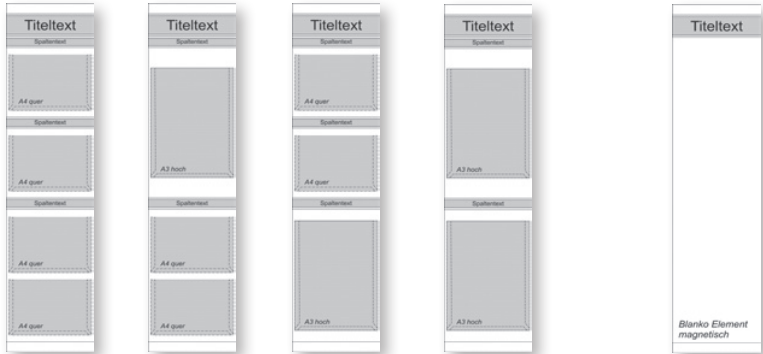 Titeltext
Spaltentext
A4 quer
Spaltentext
A4 quer
Spaltentext
A4 quer
A4 quer
Titeltext
Spaltentext
A3 hoch
Spaltentext
A4 quer
A4 quer
Titeltext
Spaltentext
A4 quer
Spaltentext
A4 quer
Spaltentext
A3 hoch
Titeltext
Spaltentext
A3 hoch
Spaltentext
A3 hoch
Titeltext
Blanko Element
magnetisch